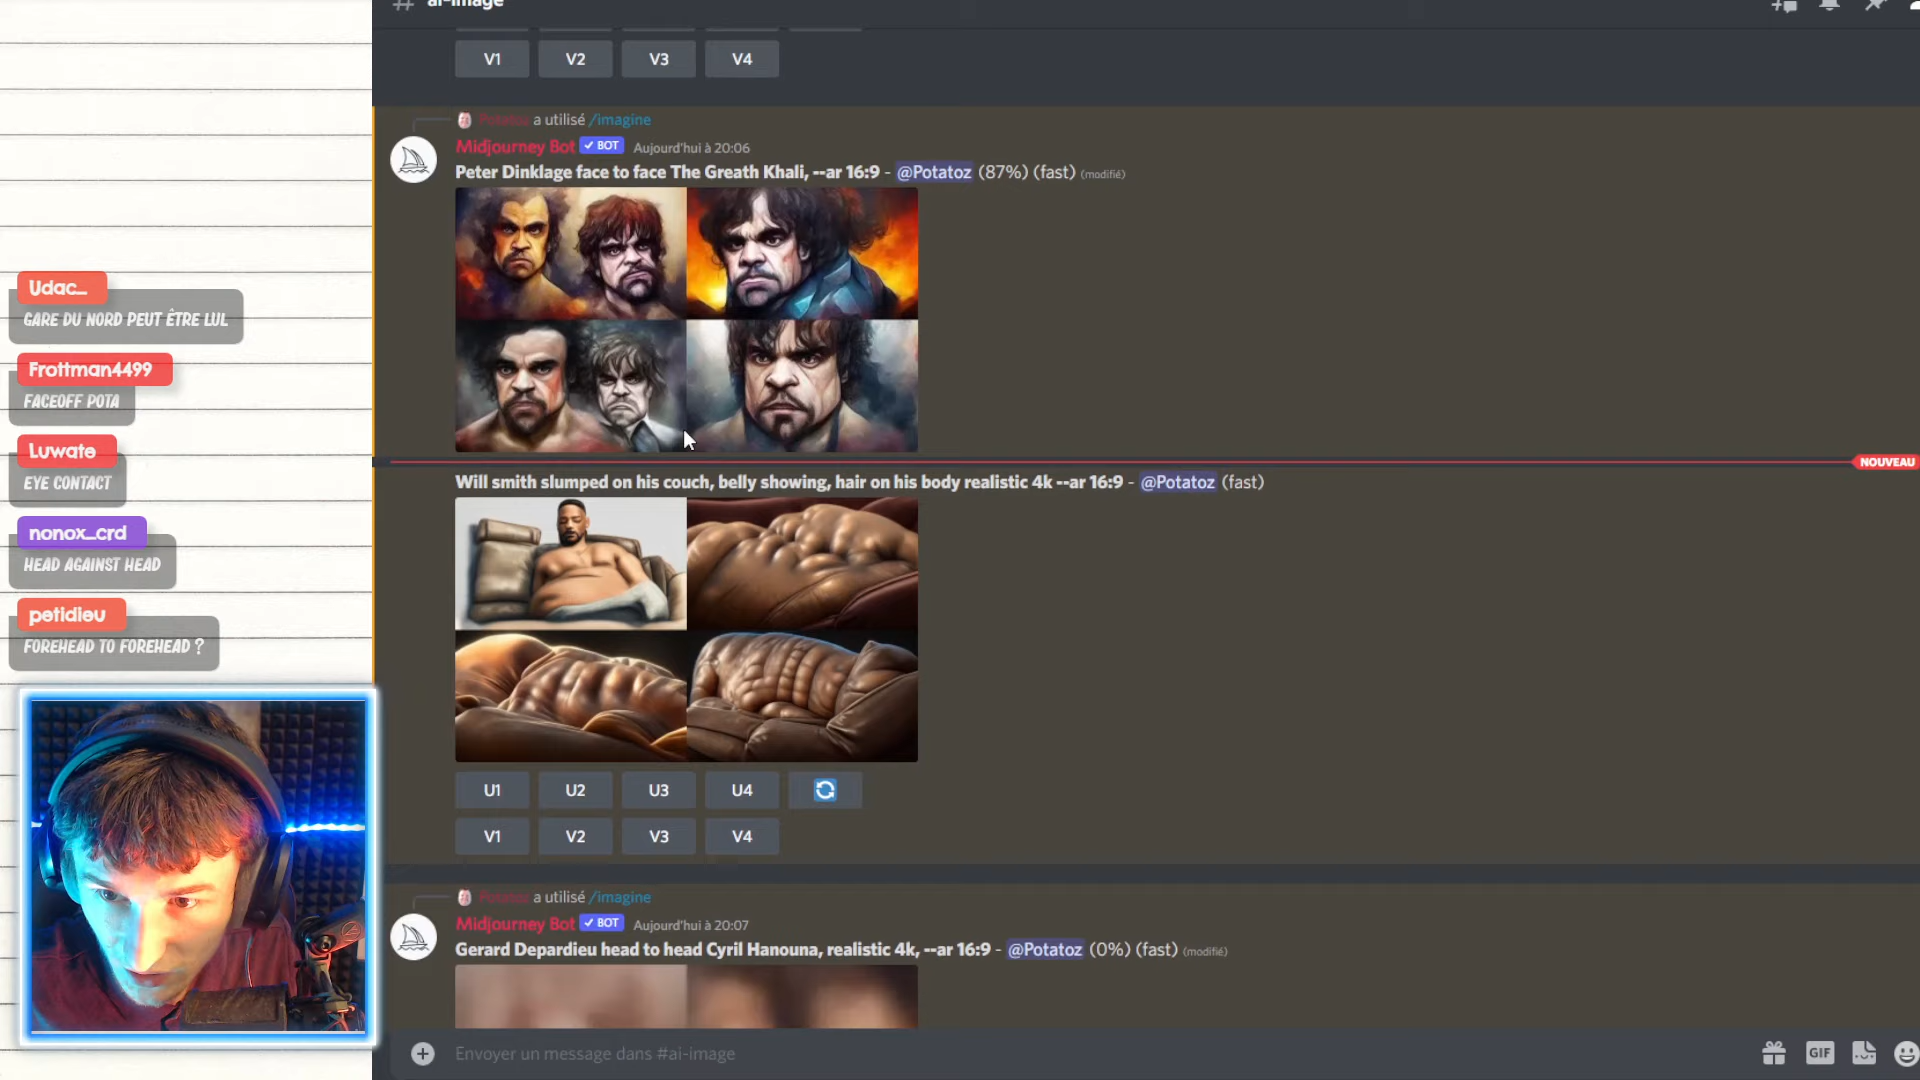 Udac_
GARE DU NORD PEUT ÊTRE LUL
Frottman4499
FACEOFF POTA
Luwate
EYE CONTACT
nonox_crd
HEAD AGAINST HEAD
petidieu
FOREHEAD TO FOREHEAD ?
# ai-image
V1 V2 V3 V4
Potatoz a utilisé /imagine
Midjourney Bot BOT Aujourd'hui à 20:06
Peter Dinklage face to face The Greath Khali, --ar 16:9 - @Potatoz (87%) (fast) (modifié)
NOUVEAU
Will smith slumped on his couch, belly showing, hair on his body realistic 4k --ar 16:9 - @Potatoz (fast)
U1 U2 U3 U4
V1 V2 V3 V4
Potatoz a utilisé /imagine
Midjourney Bot BOT Aujourd'hui à 20:07
Gerard Depardieu head to head Cyril Hanouna, realistic 4k, --ar 16:9 - @Potatoz (0%) (fast) (modifié)
Envoyer un message dans #ai-image
GIF